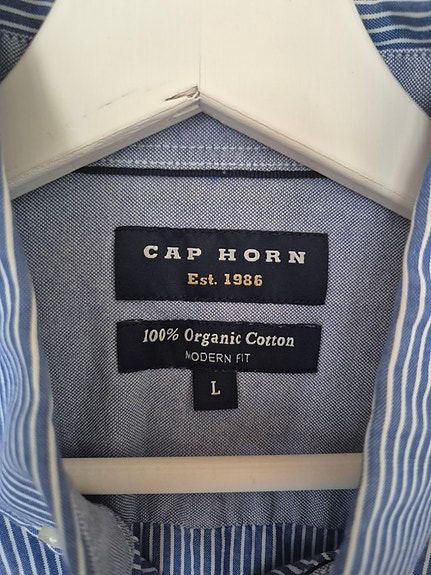 CAP HORN
Est. 1986
100% Organic Cotton
MODERN FIT
L